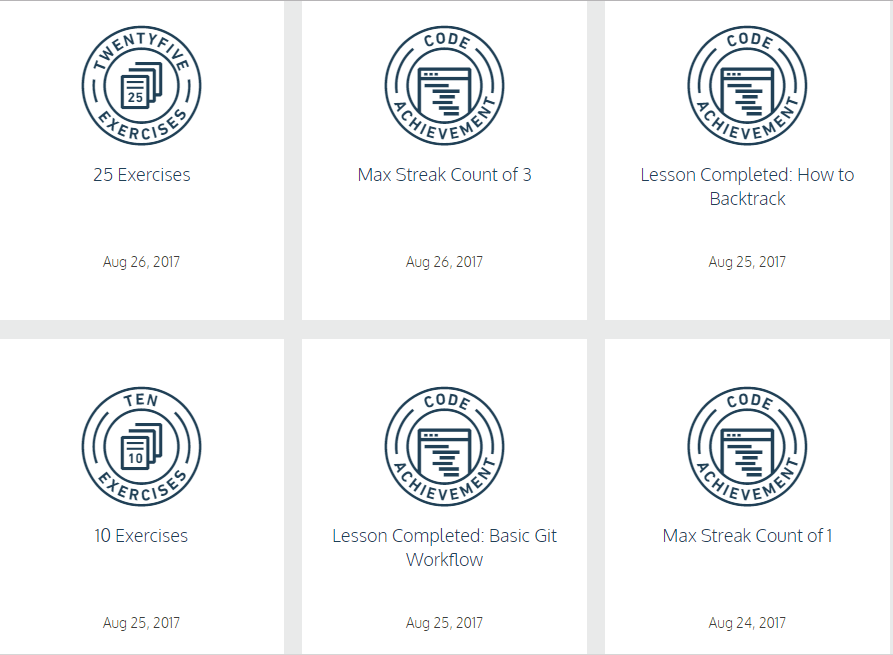 TWENTYFIVE
25
EXERCISES
25 Exercises
Aug 26, 2017
CODE
ACHIEVEMENT
Max Streak Count of 3
Aug 26, 2017
CODE
ACHIEVEMENT
Lesson Completed: How to
Backtrack
Aug 25, 2017
TEN
10
EXERCISES
10 Exercises
Aug 25, 2017
CODE
ACHIEVEMENT
Lesson Completed: Basic Git
Workflow
Aug 25, 2017
CODE
ACHIEVEMENT
Max Streak Count of 1
Aug 24, 2017